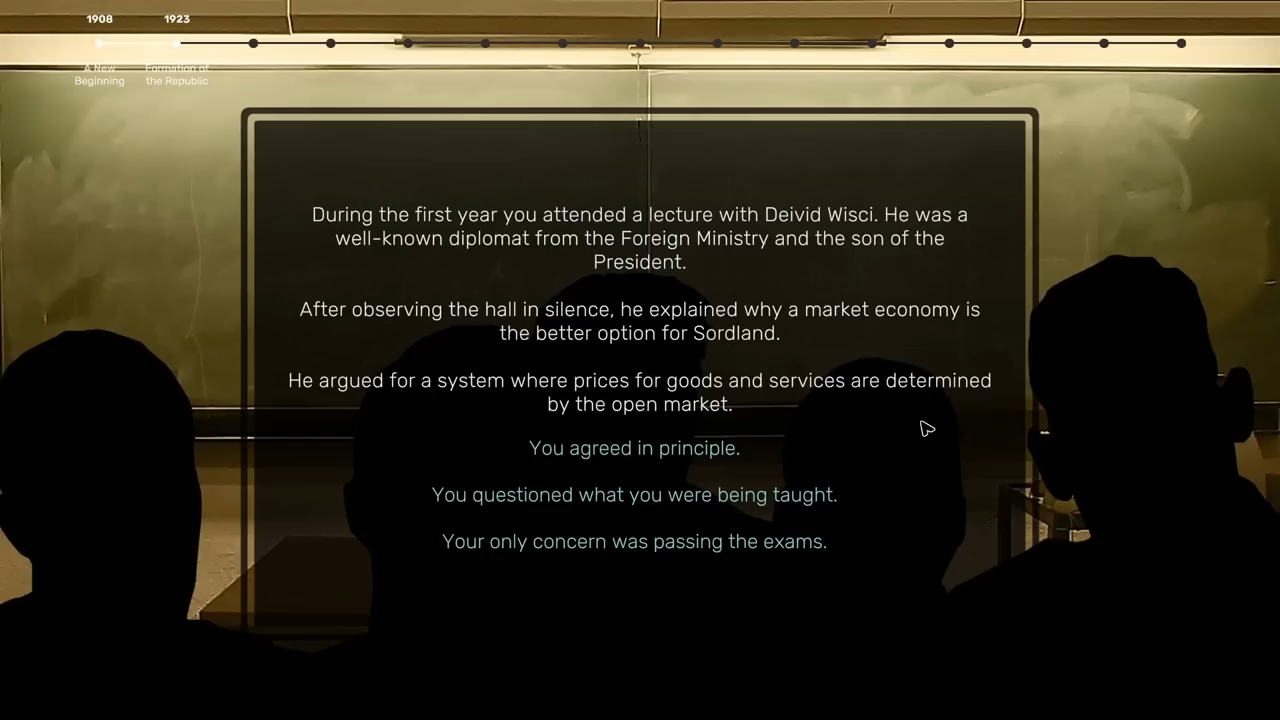 1908 1923
A New Formation of
Beginning the Republic
During the first year you attended a lecture with Deivid Wisci. He was a
well-known diplomat from the Foreign Ministry and the son of the
President.
After observing the hall in silence, he explained why a market economy is
the better option for Sordland.
He argued for a system where prices for goods and services are determined
by the open market.
You agreed in principle.
You questioned what you were being taught.
Your only concern was passing the exams.